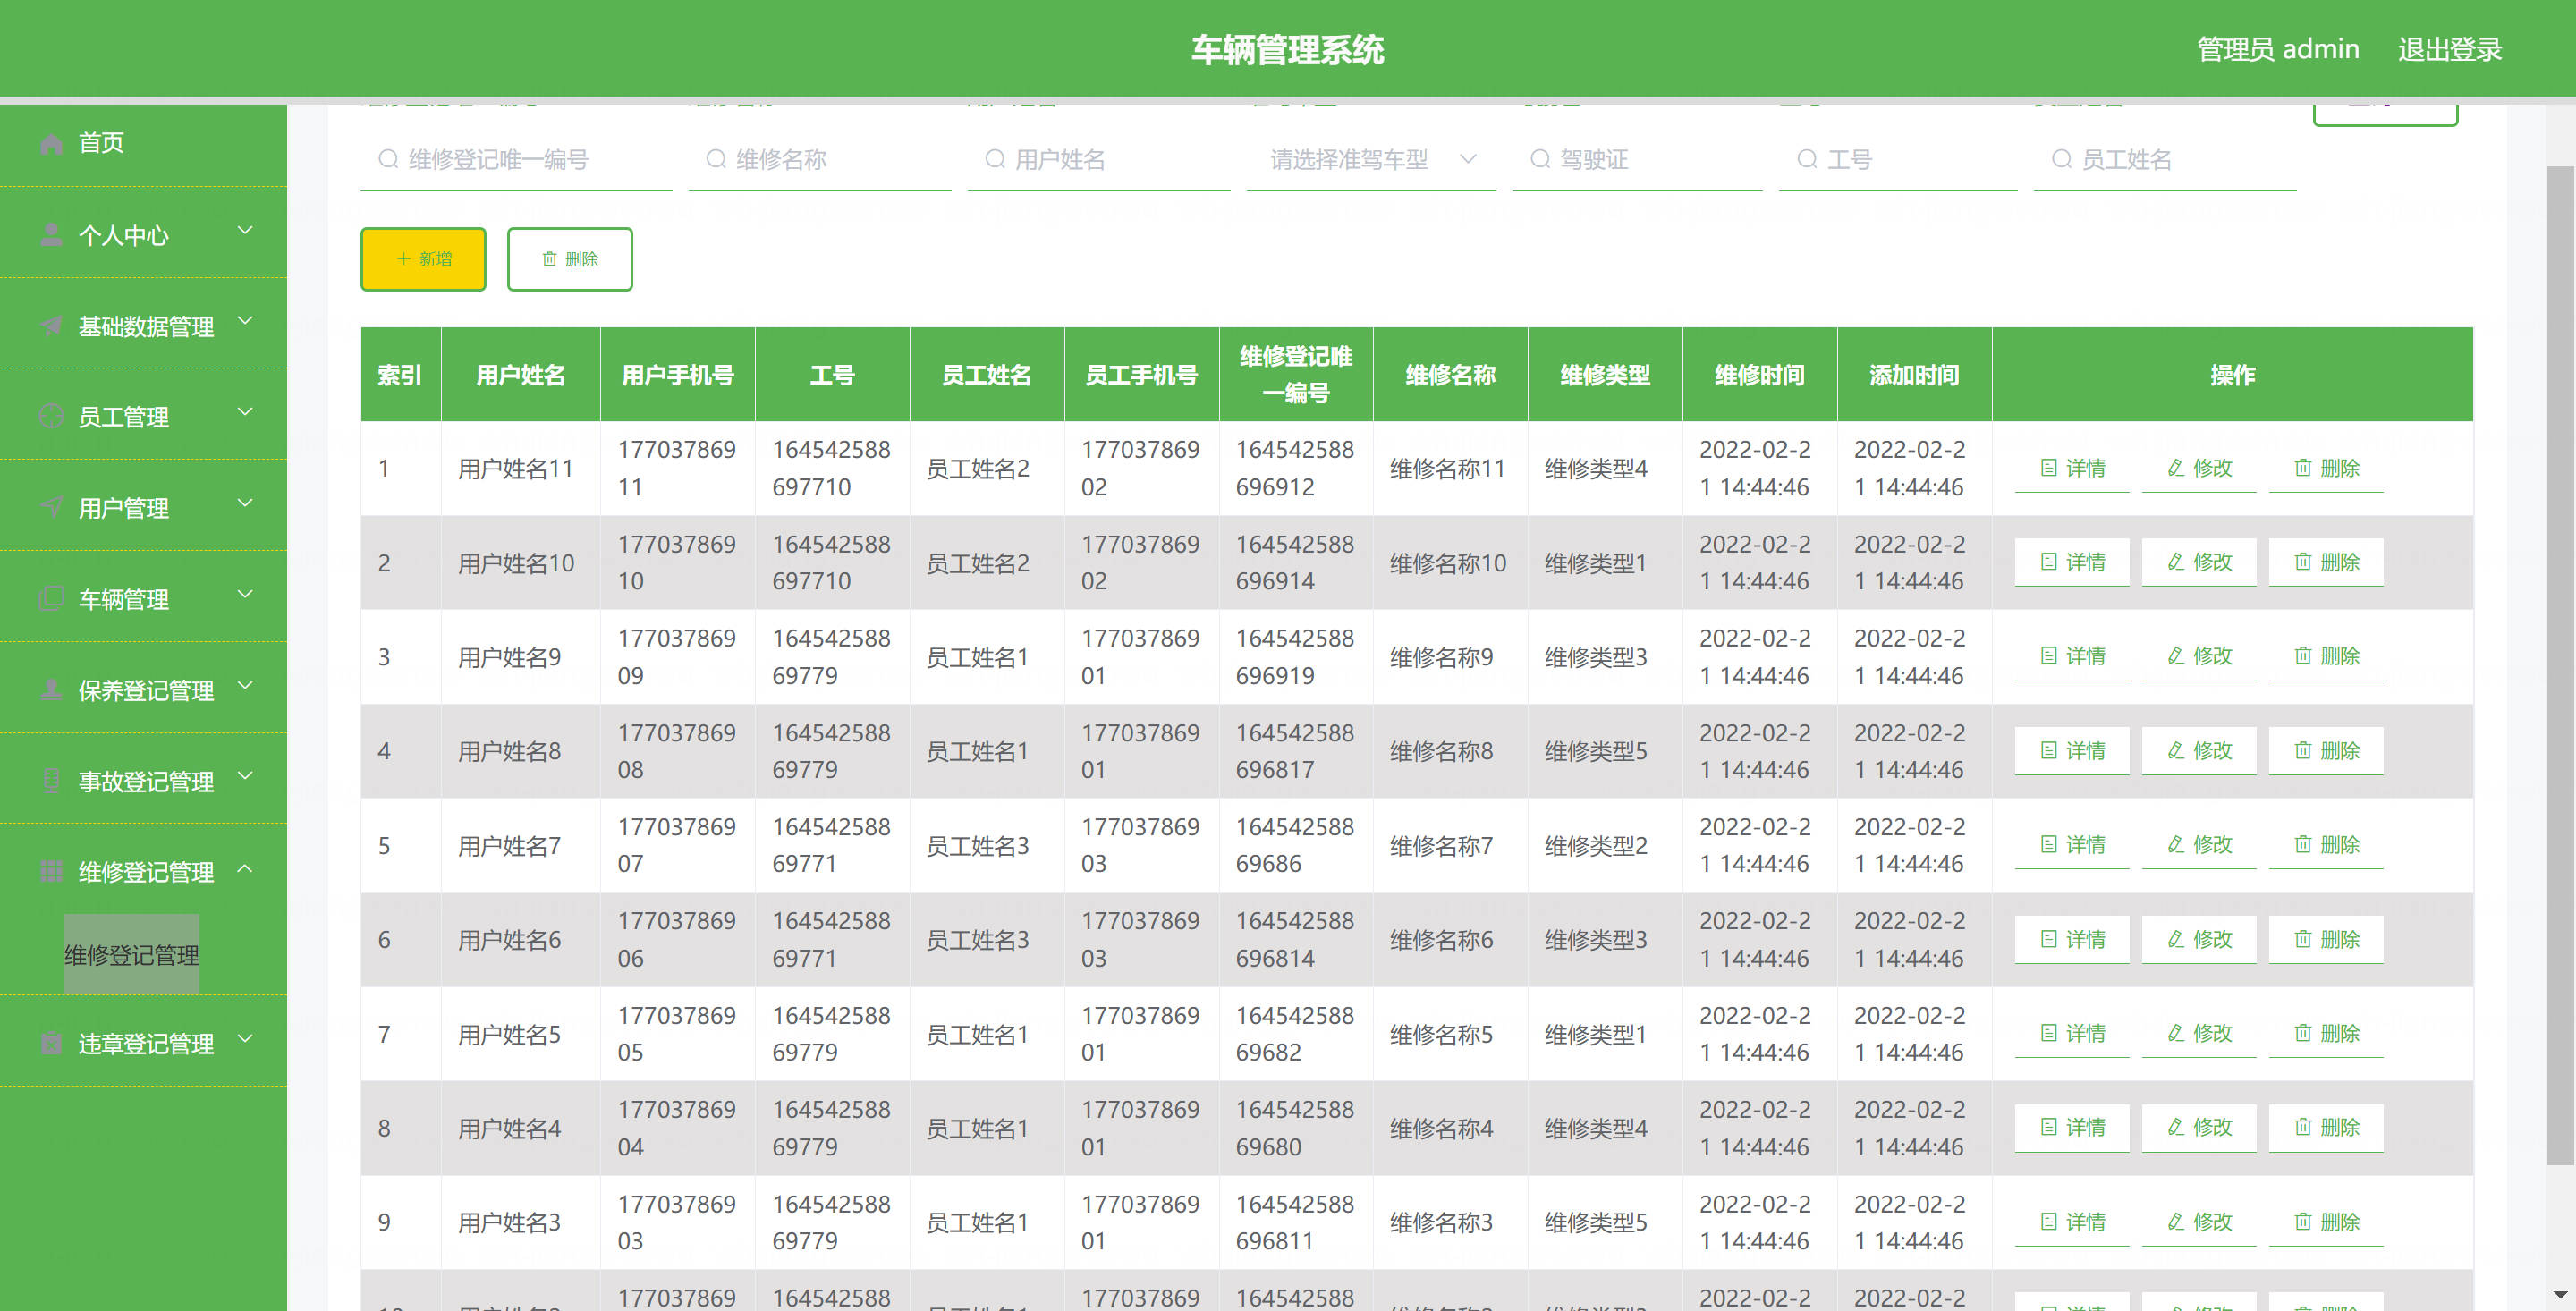 车辆管理系统
管理员 admin 退出登录
首页
个人中心
基础数据管理
员工管理
用户管理
车辆管理
保养登记管理
事故登记管理
维修登记管理
维修登记管理
违章登记管理
维修登记唯一编号 维修名称 用户姓名 请选择准驾车型 驾驶证 工号 员工姓名
新增 删除
索引 用户姓名 用户手机号 工号 员工姓名 员工手机号 维修登记唯一编号 维修名称 维修类型 维修时间 添加时间 操作
1 用户姓名11 17703786911 164542588697710 员工姓名2 17703786902 164542588696912 维修名称11 维修类型4 2022-02-21 14:44:46 2022-02-21 14:44:46 详情 修改 删除
2 用户姓名10 17703786910 164542588697710 员工姓名2 17703786902 164542588696914 维修名称10 维修类型1 2022-02-21 14:44:46 2022-02-21 14:44:46 详情 修改 删除
3 用户姓名9 17703786909 16454258869779 员工姓名1 17703786901 164542588696919 维修名称9 维修类型3 2022-02-21 14:44:46 2022-02-21 14:44:46 详情 修改 删除
4 用户姓名8 17703786908 16454258869779 员工姓名1 17703786901 164542588696817 维修名称8 维修类型5 2022-02-21 14:44:46 2022-02-21 14:44:46 详情 修改 删除
5 用户姓名7 17703786907 16454258869771 员工姓名3 17703786903 16454258869686 维修名称7 维修类型2 2022-02-21 14:44:46 2022-02-21 14:44:46 详情 修改 删除
6 用户姓名6 17703786906 16454258869771 员工姓名3 17703786903 164542588696814 维修名称6 维修类型3 2022-02-21 14:44:46 2022-02-21 14:44:46 详情 修改 删除
7 用户姓名5 17703786905 16454258869779 员工姓名1 17703786901 16454258869682 维修名称5 维修类型1 2022-02-21 14:44:46 2022-02-21 14:44:46 详情 修改 删除
8 用户姓名4 17703786904 16454258869779 员工姓名1 17703786901 16454258869680 维修名称4 维修类型4 2022-02-21 14:44:46 2022-02-21 14:44:46 详情 修改 删除
9 用户姓名3 17703786903 16454258869779 员工姓名1 17703786901 164542588696811 维修名称3 维修类型5 2022-02-21 14:44:46 2022-02-21 14:44:46 详情 修改 删除
177037869 164542588 177037869 164542588 2022-02-2 2022-02-2